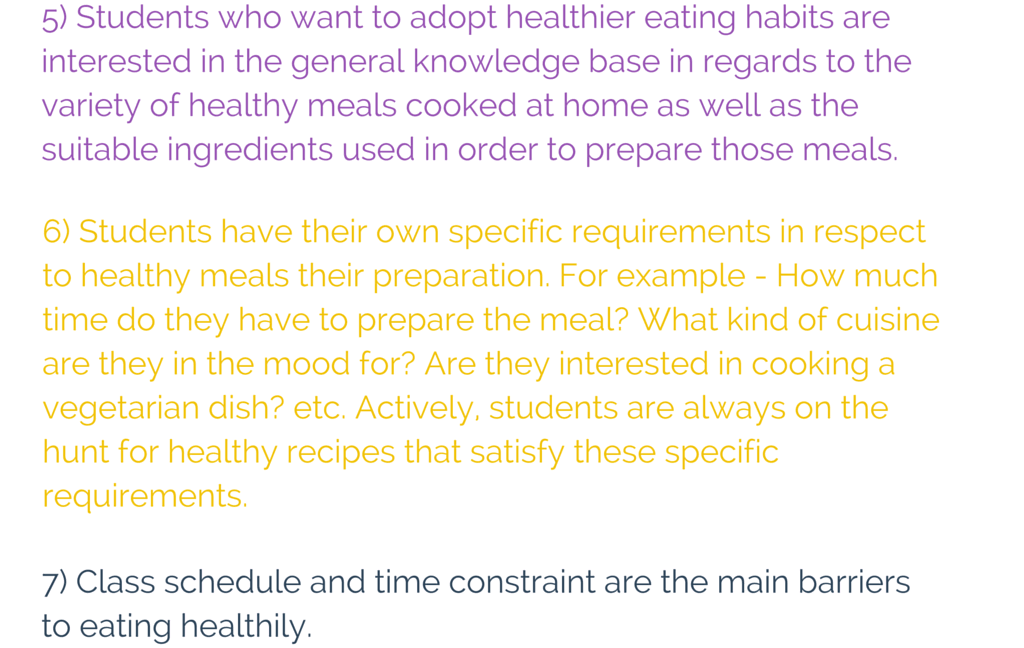 5) Students who want to adopt healthier eating habits are
interested in the general knowledge base in regards to the
variety of healthy meals cooked at home as well as the
suitable ingredients used in order to prepare those meals.
6) Students have their own specific requirements in respect
to healthy meals their preparation. For example - How much
time do they have to prepare the meal? What kind of cuisine
are they in the mood for? Are they interested in cooking a
vegetarian dish? etc. Actively, students are always on the
hunt for healthy recipes that satisfy these specific
requirements.
7) Class schedule and time constraint are the main barriers
to eating healthily.